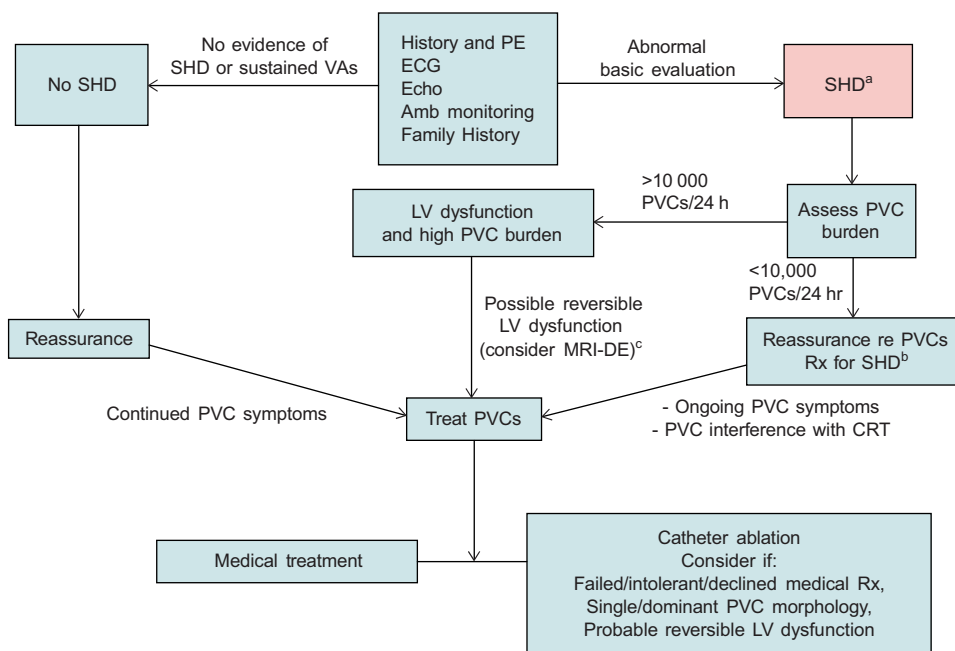 No evidence of
SHD or sustained VAs
History and PE
ECG
Echo
Amb monitoring
Family History
Abnormal
basic evaluation
No SHD
SHDᵃ
>10 000
PVCs/24 h
LV dysfunction
and high PVC burden
Assess PVC
burden
<10,000
PVCs/24 hr
Possible reversible
LV dysfunction
(consider MRI-DE)ᶜ
Reassurance
Reassurance re PVCs
Rx for SHDᵇ
Continued PVC symptoms
Treat PVCs
- Ongoing PVC symptoms
- PVC interference with CRT
Medical treatment
Catheter ablation
Consider if:
Failed/intolerant/declined medical Rx,
Single/dominant PVC morphology,
Probable reversible LV dysfunction